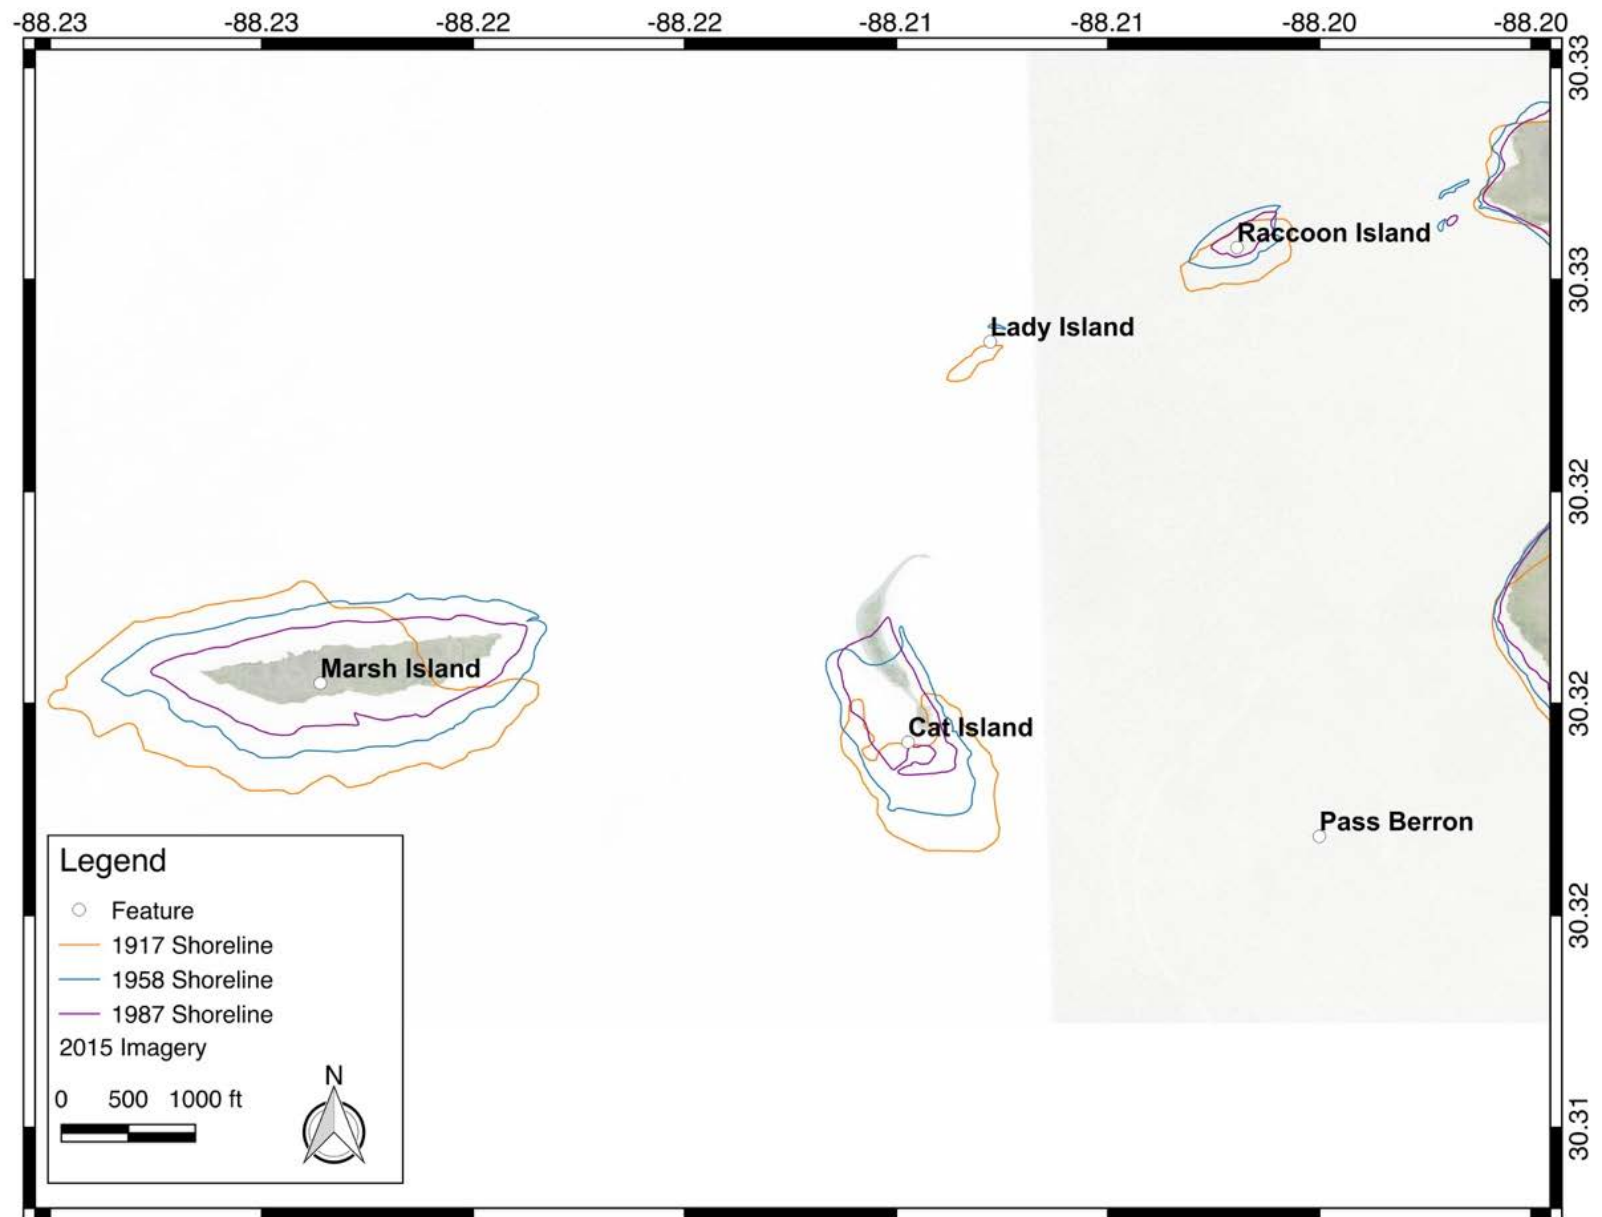 -88.23 -88.23 -88.22 -88.22 -88.21 -88.21 -88.20 -88.20
30.33
Raccoon Island
30.33
Lady Island
30.32
Marsh Island
30.32
Cat Island
Pass Berron
Legend
Feature
30.32
1917 Shoreline
1958 Shoreline
1987 Shoreline
2015 Imagery
N
0 500 1000 ft
30.31